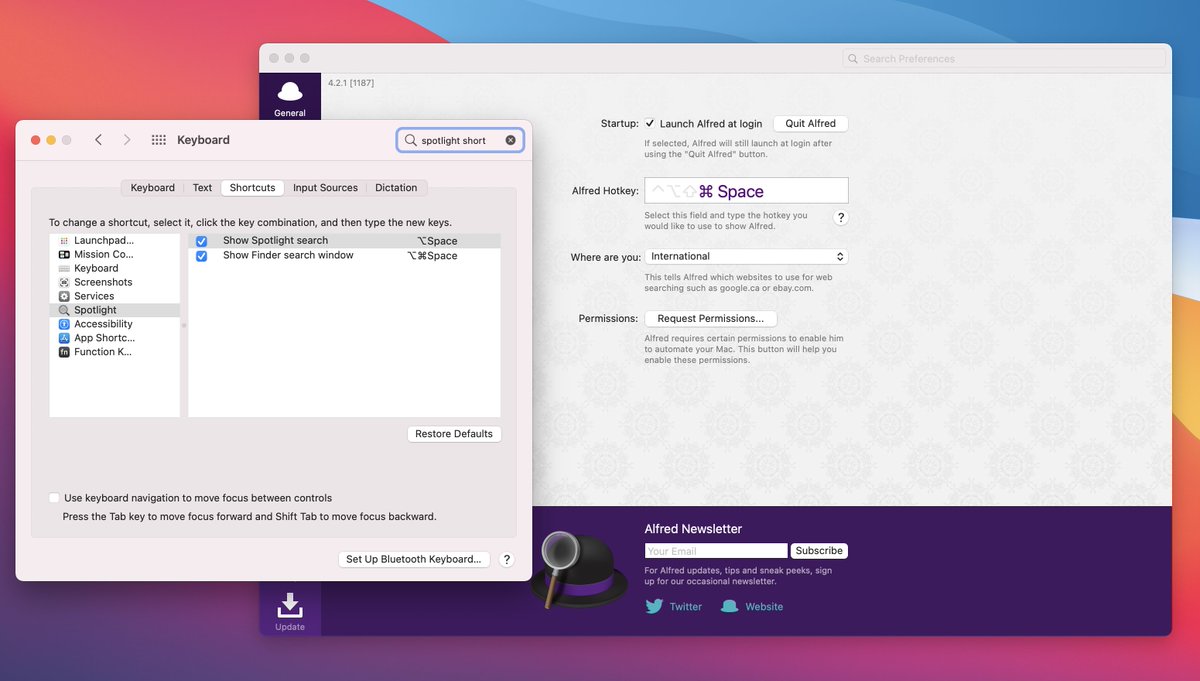 Search Preferences
4.2.1 [1187]
General
Startup: Launch Alfred at login Quit Alfred
If selected, Alfred will still launch at login after
using the "Quit Alfred" button.
Alfred Hotkey: ^⌥⇧⌘ Space
Select this field and type the hotkey you
would like to use to show Alfred.
?
Where are you: International
This tells Alfred which websites to use for web
searching such as google.ca or ebay.com.
Permissions: Request Permissions...
Alfred requires certain permissions to enable him
to automate your Mac. This button will help you
enable these permissions.
Alfred Newsletter
Your Email Subscribe
For Alfred updates, tips and sneak peeks, sign
up for our occasional newsletter.
Twitter Website
Update
Keyboard
spotlight short
Keyboard Text Shortcuts Input Sources Dictation
To change a shortcut, select it, click the key combination, and then type the new keys.
Launchpad...
Mission Co...
Keyboard
Screenshots
Services
Spotlight
Accessibility
App Shortc...
fn Function K...
Show Spotlight search ⌥Space
Show Finder search window ⌥⌘Space
Restore Defaults
Use keyboard navigation to move focus between controls
Press the Tab key to move focus forward and Shift Tab to move focus backward.
Set Up Bluetooth Keyboard... ?